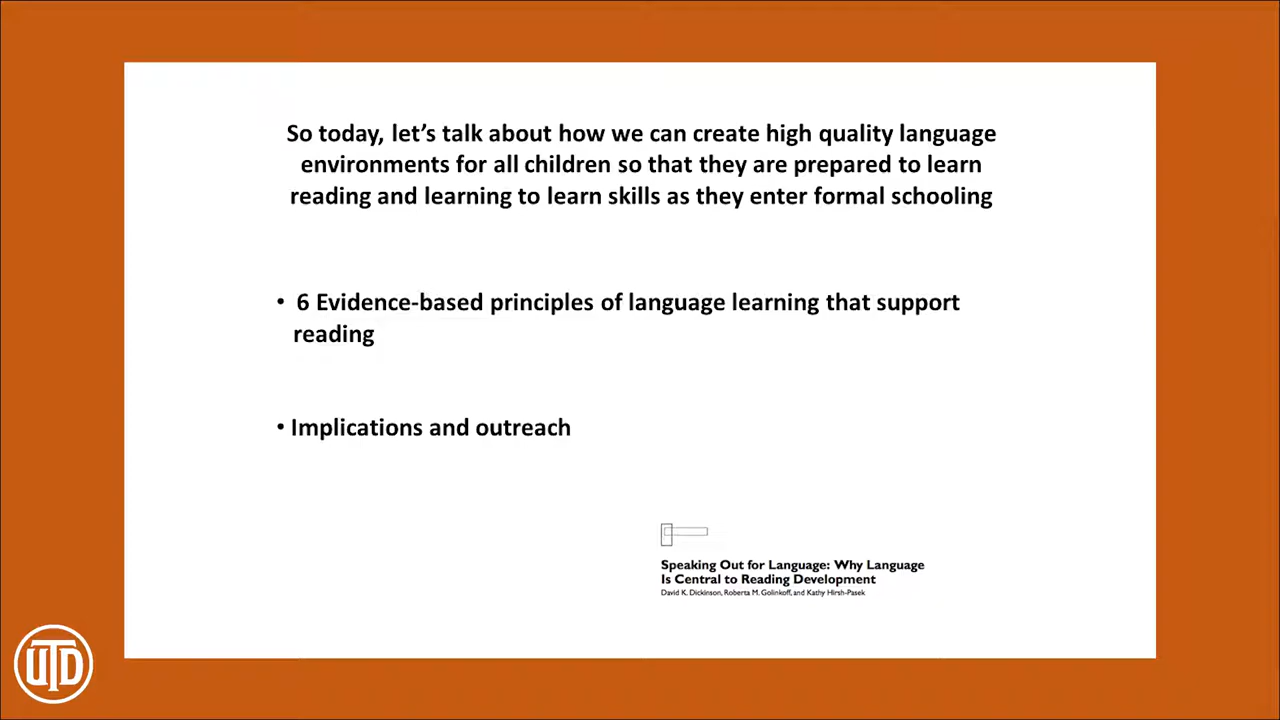 So today, let's talk about how we can create high quality language
environments for all children so that they are prepared to learn
reading and learning to learn skills as they enter formal schooling
• 6 Evidence-based principles of language learning that support
reading
• Implications and outreach
Speaking Out for Language: Why Language
Is Central to Reading Development
David K. Dickinson, Roberta M. Golinkoff, and Kathy Hirsh-Pasek
UTD